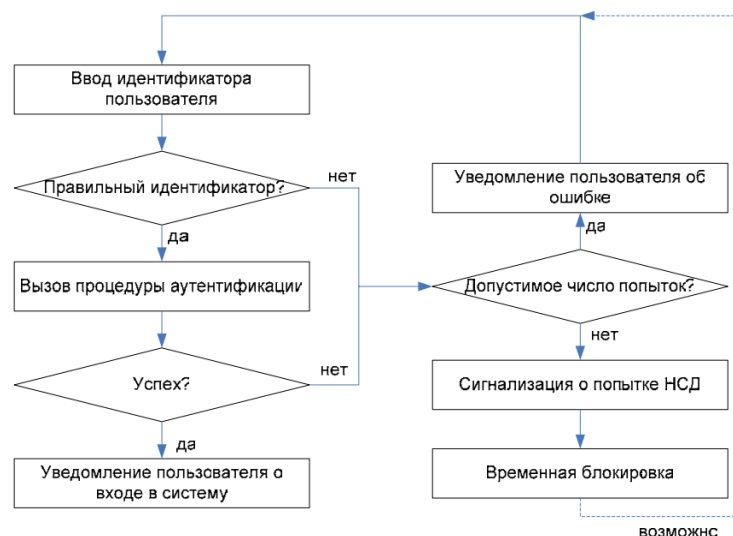 Ввод идентификатора
пользователя
Правильный идентификатор?
нет
да
Вызов процедуры аутентификации
Успех?
нет
да
Уведомление пользователя о
входе в систему
Уведомление пользователя об
ошибке
да
Допустимое число попыток?
нет
Сигнализация о попытке НСД
Временная блокировка